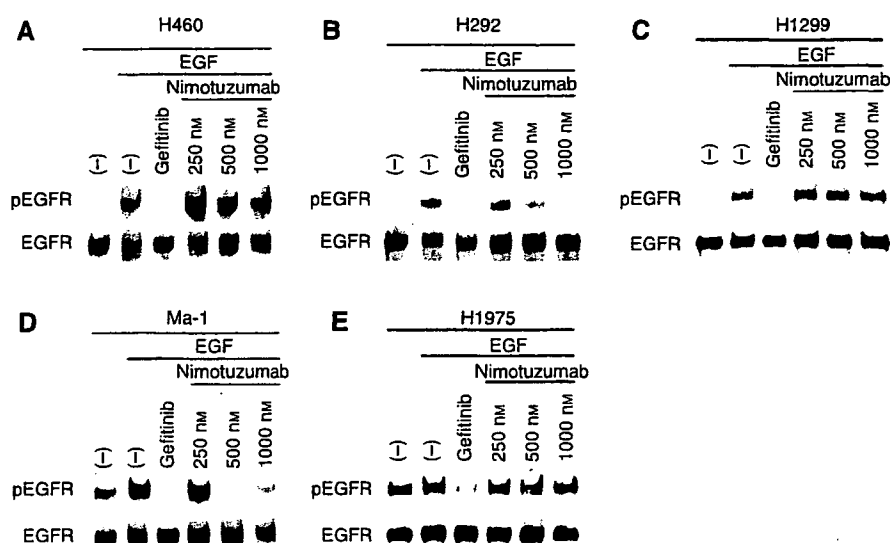 A
H460
EGF
Nimotuzumab
(–)
(–)
Gefitinib
250 nM
500 nM
1000 nM
pEGFR
EGFR
B
H292
EGF
Nimotuzumab
(–)
(–)
Gefitinib
250 nM
500 nM
1000 nM
pEGFR
EGFR
C
H1299
EGF
Nimotuzumab
(–)
(–)
Gefitinib
250 nM
500 nM
1000 nM
pEGFR
EGFR
D
Ma-1
EGF
Nimotuzumab
(–)
(–)
Gefitinib
250 nM
500 nM
1000 nM
pEGFR
EGFR
E
H1975
EGF
Nimotuzumab
(–)
(–)
Gefitinib
250 nM
500 nM
1000 nM
pEGFR
EGFR